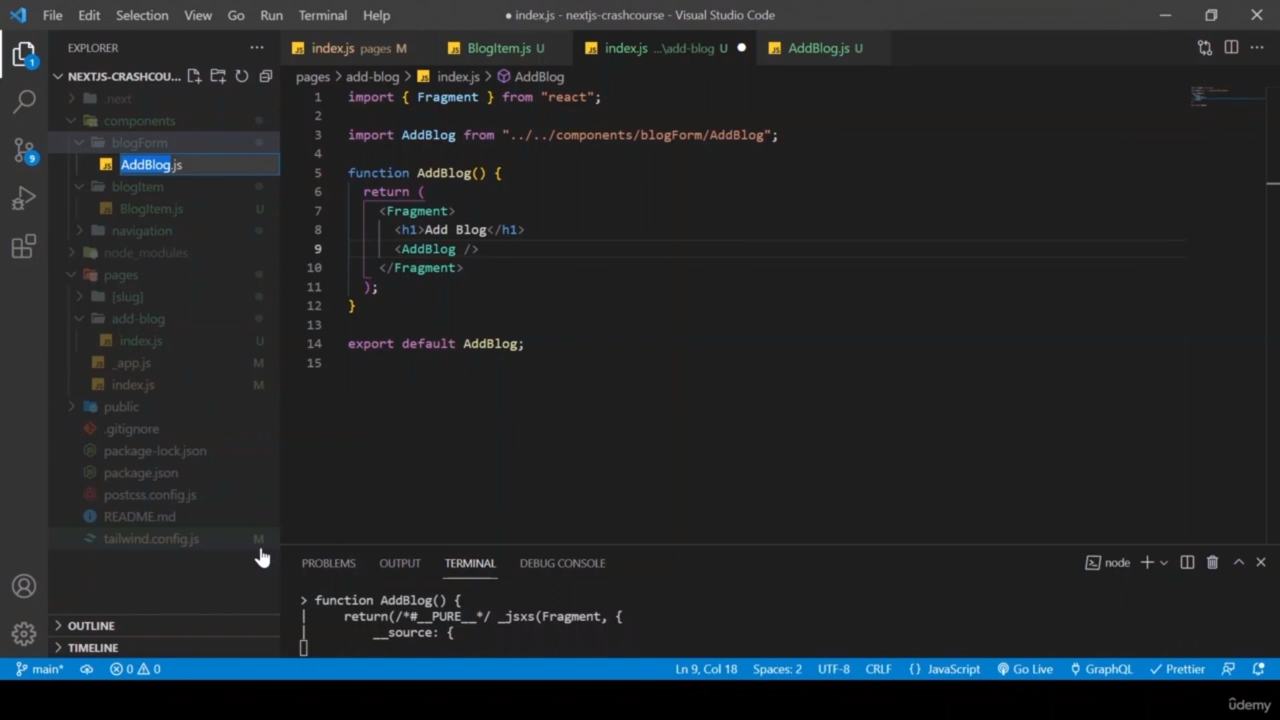 File Edit Selection View Go Run Terminal Help
● index.js - nextjs-crashcourse - Visual Studio Code
EXPLORER
index.js pages M
BlogItem.js U
index.js ...\add-blog U
AddBlog.js U
NEXTJS-CRASHCOU...
pages > add-blog > index.js > AddBlog
.next
components
blogForm
AddBlog.js
blogItem
BlogItem.js U
navigation
node_modules
pages
[slug]
add-blog
index.js U
_app.js M
index.js M
public
.gitignore
package-lock.json
package.json
postcss.config.js
README.md
tailwind.config.js M
OUTLINE
TIMELINE
1
9
1 import { Fragment } from "react";
2
3 import AddBlog from "../../components/blogForm/AddBlog";
4
5 function AddBlog() {
6 return (
7 <Fragment>
8 <h1>Add Blog</h1>
9 <AddBlog />
10 </Fragment>
11 );
12 }
13
14 export default AddBlog;
15
PROBLEMS OUTPUT TERMINAL DEBUG CONSOLE
node
> function AddBlog() {
| return(/*#__PURE__*/ _jsxs(Fragment, {
| __source: {
main* 0 0 Ln 9, Col 18 Spaces: 2 UTF-8 CRLF {} JavaScript Go Live GraphQL Prettier
ûdemy